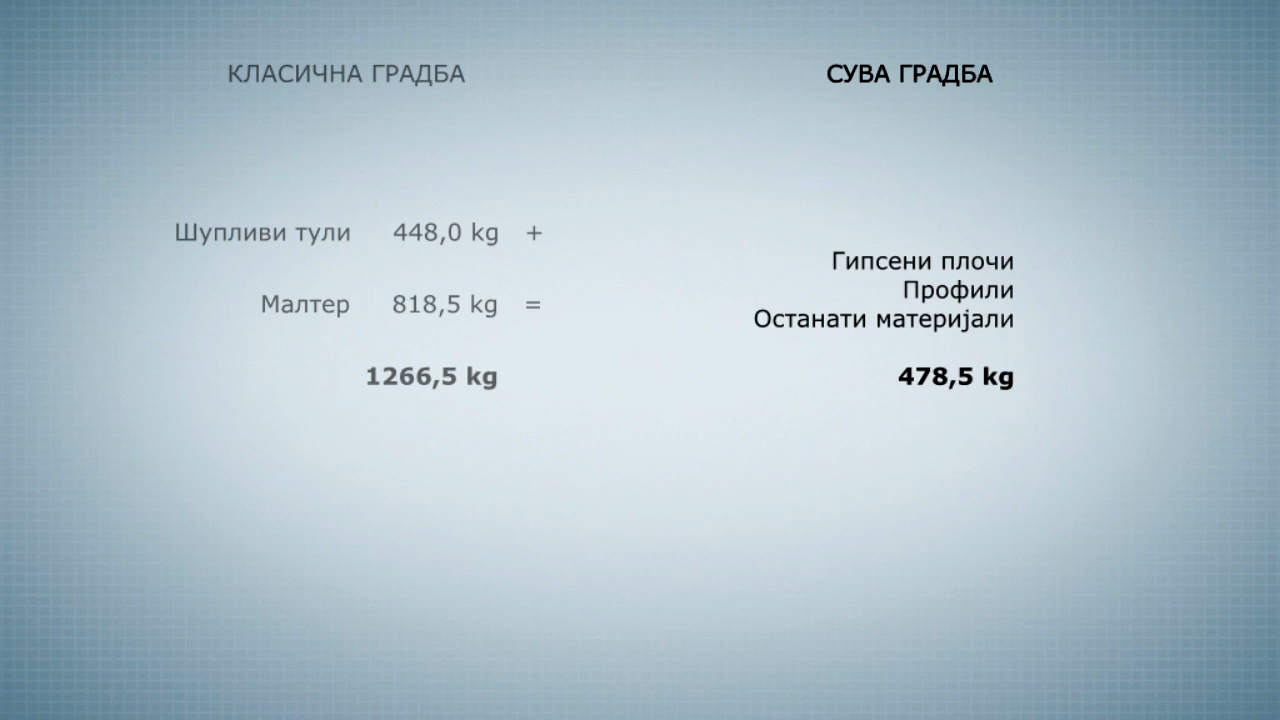 КЛАСИЧНА ГРАДБА
Шупливи тули 448,0 kg +
Малтер 818,5 kg =
1266,5 kg
СУВА ГРАДБА
Гипсени плочи
Профили
Останати материјали
478,5 kg